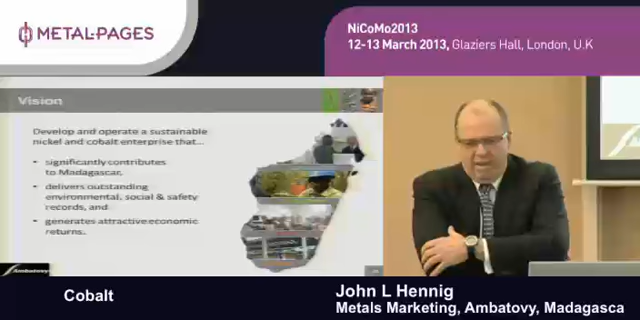 METAL-PAGES
NiCoMo2013
12-13 March 2013, Glaziers Hall, London, U.K
Vision
Develop and operate a sustainable
nickel and cobalt enterprise that...
• significantly contributes
to Madagascar,
• delivers outstanding
environmental, social & safety
records, and
• generates attractive economic
returns.
Ambatovy
Cobalt
John L Hennig
Metals Marketing, Ambatovy, Madagasca